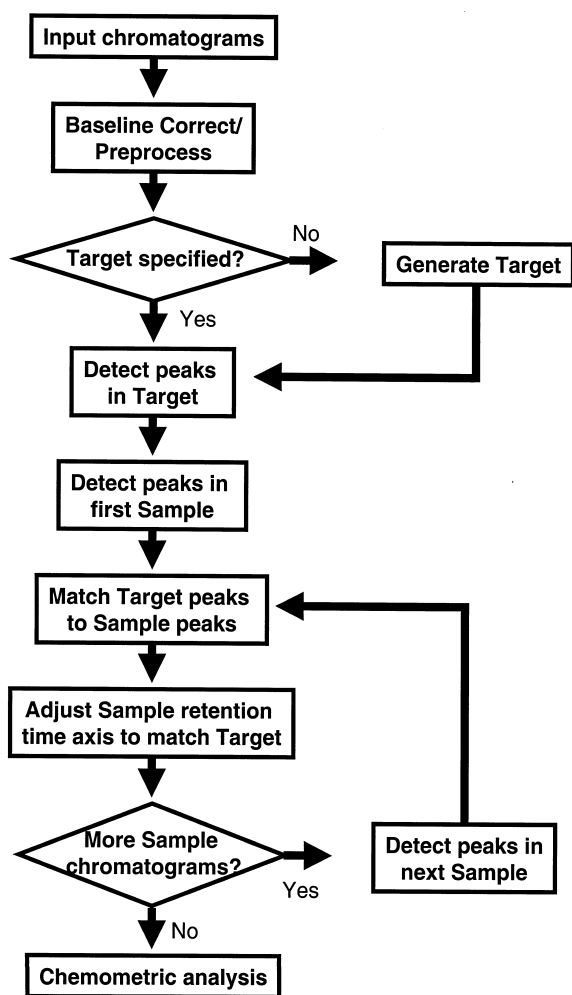 Input chromatograms
Baseline Correct/
Preprocess
Target specified?
No
Generate Target
Yes
Detect peaks
in Target
Detect peaks in
first Sample
Match Target peaks
to Sample peaks
Adjust Sample retention
time axis to match Target
More Sample
chromatograms?
Yes
Detect peaks in
next Sample
No
Chemometric analysis